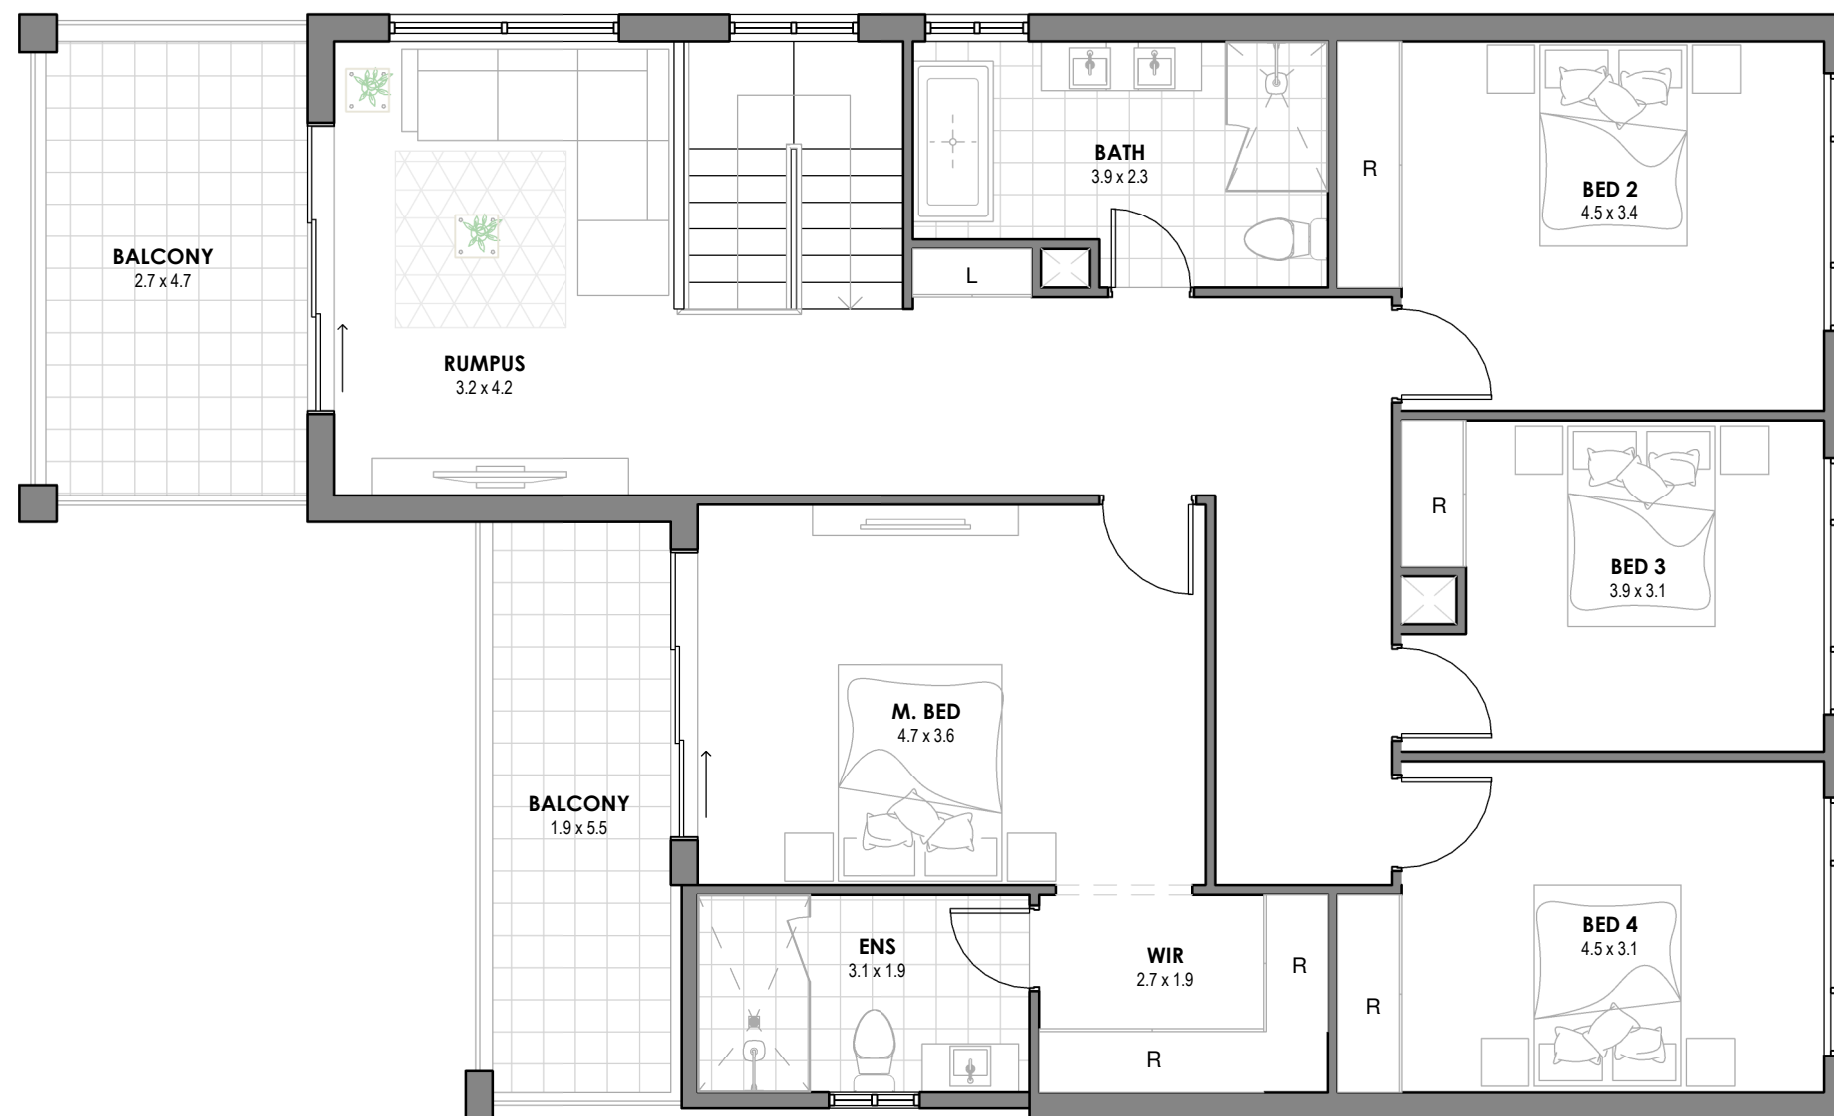 BATH
3.9 x 2.3
R
BED 2
4.5 x 3.4
BALCONY
2.7 x 4.7
L
RUMPUS
3.2 x 4.2
R
BED 3
3.9 x 3.1
M. BED
4.7 x 3.6
BALCONY
1.9 x 5.5
ENS
3.1 x 1.9
WIR
2.7 x 1.9
R
R
BED 4
4.5 x 3.1
R